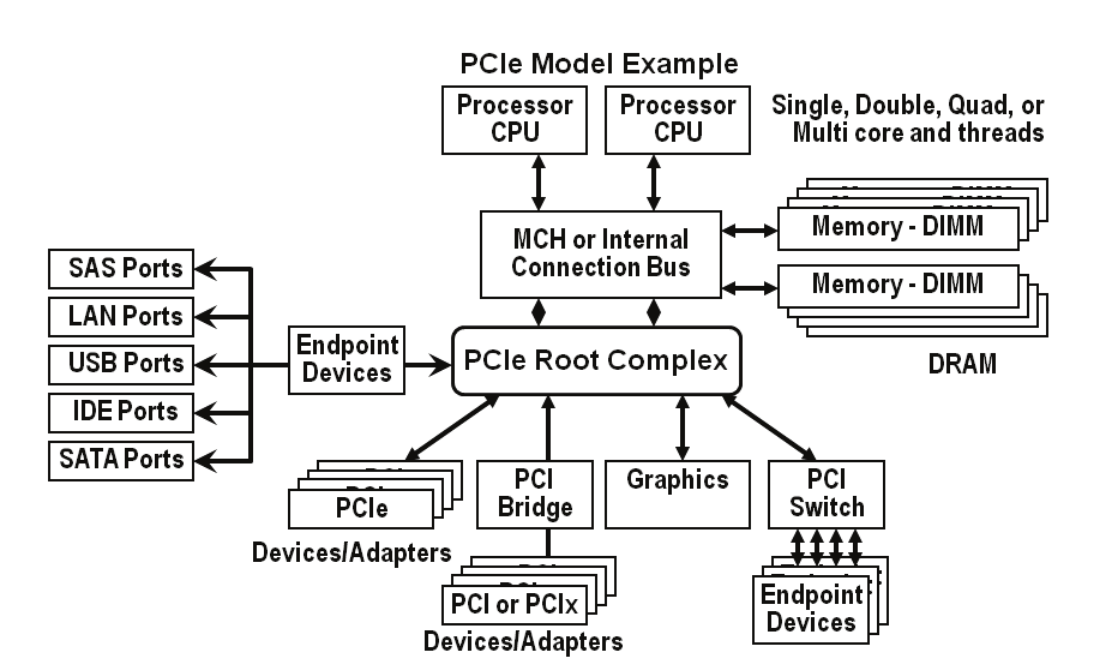 PCIe Model Example
Processor
CPU
Processor
CPU
Single, Double, Quad, or
Multi core and threads
MCH or Internal
Connection Bus
Memory - DIMM
Memory - DIMM
DRAM
SAS Ports
LAN Ports
USB Ports
IDE Ports
SATA Ports
Endpoint
Devices
PCIe Root Complex
PCIe
Devices/Adapters
PCI
Bridge
PCI or PCIx
Devices/Adapters
Graphics
PCI
Switch
Endpoint
Devices